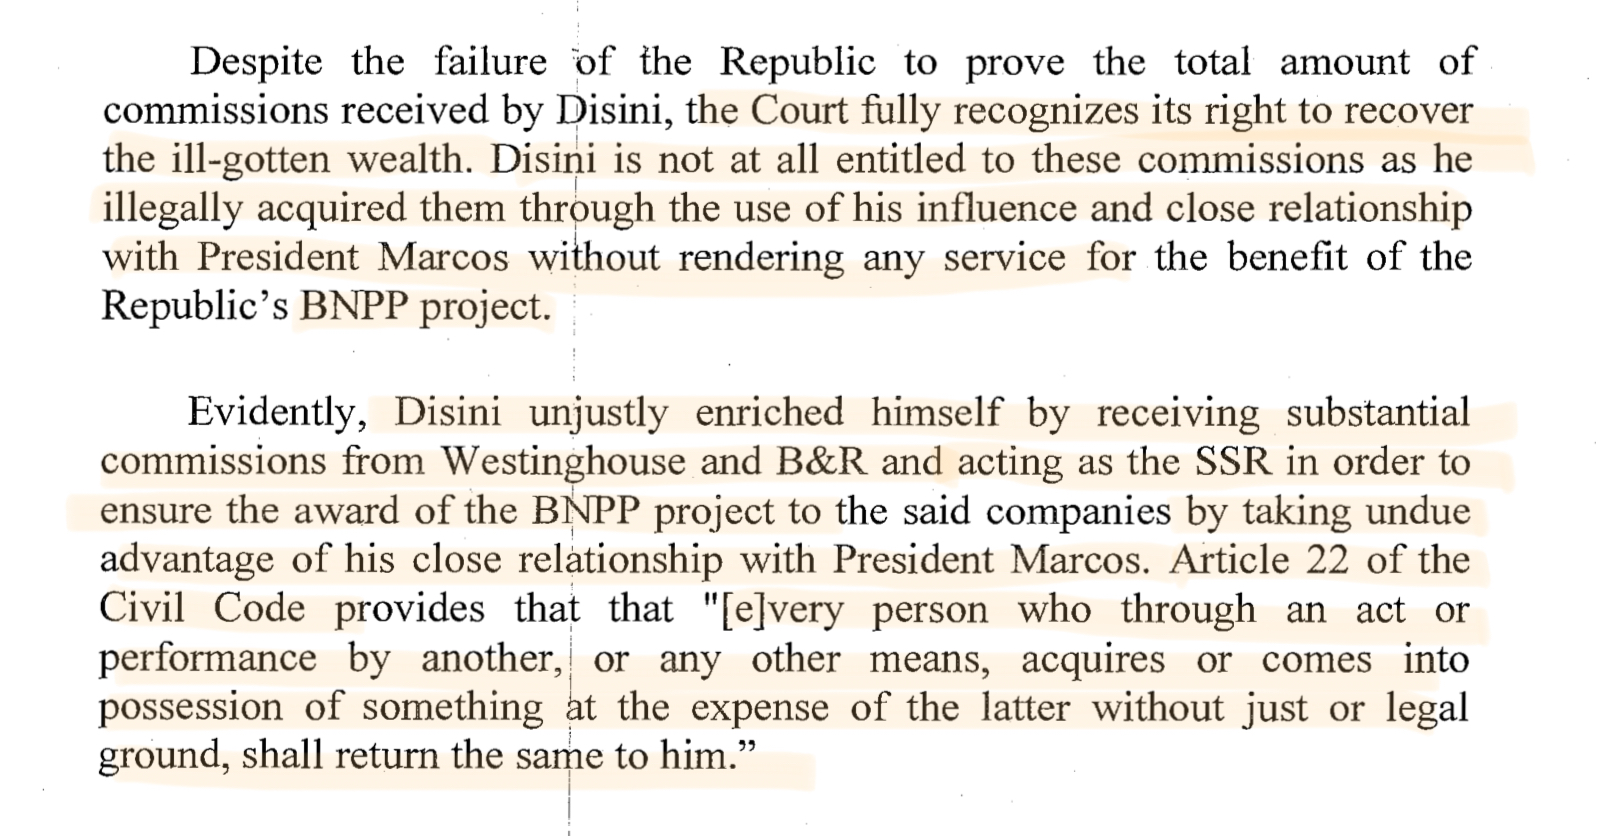 Despite the failure of the Republic to prove the total amount of
commissions received by Disini, the Court fully recognizes its right to recover
the ill-gotten wealth. Disini is not at all entitled to these commissions as he
illegally acquired them through the use of his influence and close relationship
with President Marcos without rendering any service for the benefit of the
Republic's BNPP project.
Evidently, Disini unjustly enriched himself by receiving substantial
commissions from Westinghouse and B&R and acting as the SSR in order to
ensure the award of the BNPP project to the said companies by taking undue
advantage of his close relationship with President Marcos. Article 22 of the
Civil Code provides that that "[e]very person who through an act or
performance by another, or any other means, acquires or comes into
possession of something at the expense of the latter without just or legal
ground, shall return the same to him.”